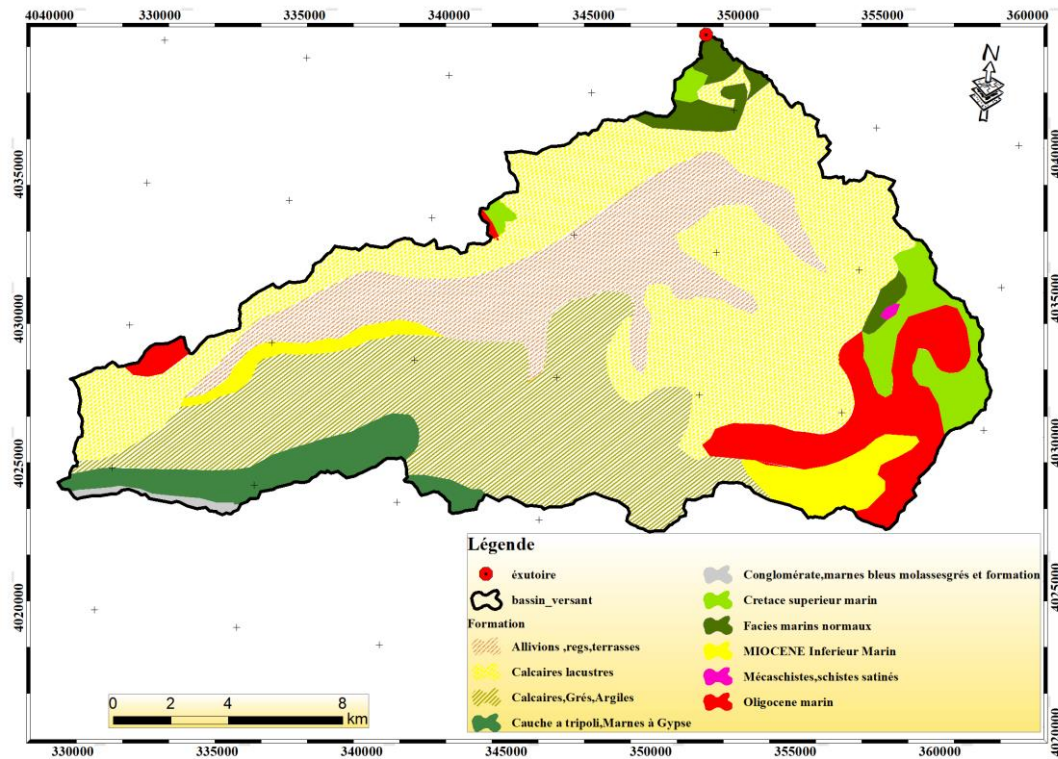 4040000 330000 335000 340000 345000 350000 355000 360000
N
4035000
4030000
4025000
4020000
4040000
4035000
4030000
4025000
4020000
Légende
éxutoire
bassin_versant
Formation
Allivions ,regs,terrasses
Calcaires lacustres
Calcaires,Grés,Argiles
Cauche a tripoli,Marnes à Gypse
Conglomérate,marnes bleus molassesgrés et formation
Cretace superieur marin
Facies marins normaux
MIOCENE Inferieur Marin
Mécaschistes,schistes satinés
Oligocene marin
0 2 4 8
km
330000 335000 340000 345000 350000 355000 360000